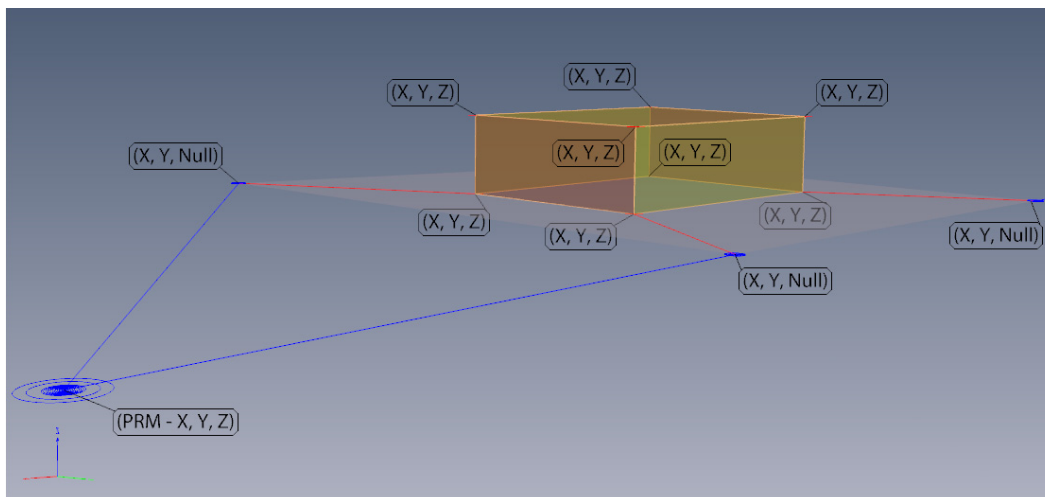 (X, Y, Z)
(X, Y, Z)
(X, Y, Z)
(X, Y, Z)
(X, Y, Z)
(X, Y, Null)
(X, Y, Z)
(X, Y, Z)
(X, Y, Z)
(X, Y, Null)
(X, Y, Null)
(PRM - X, Y, Z)